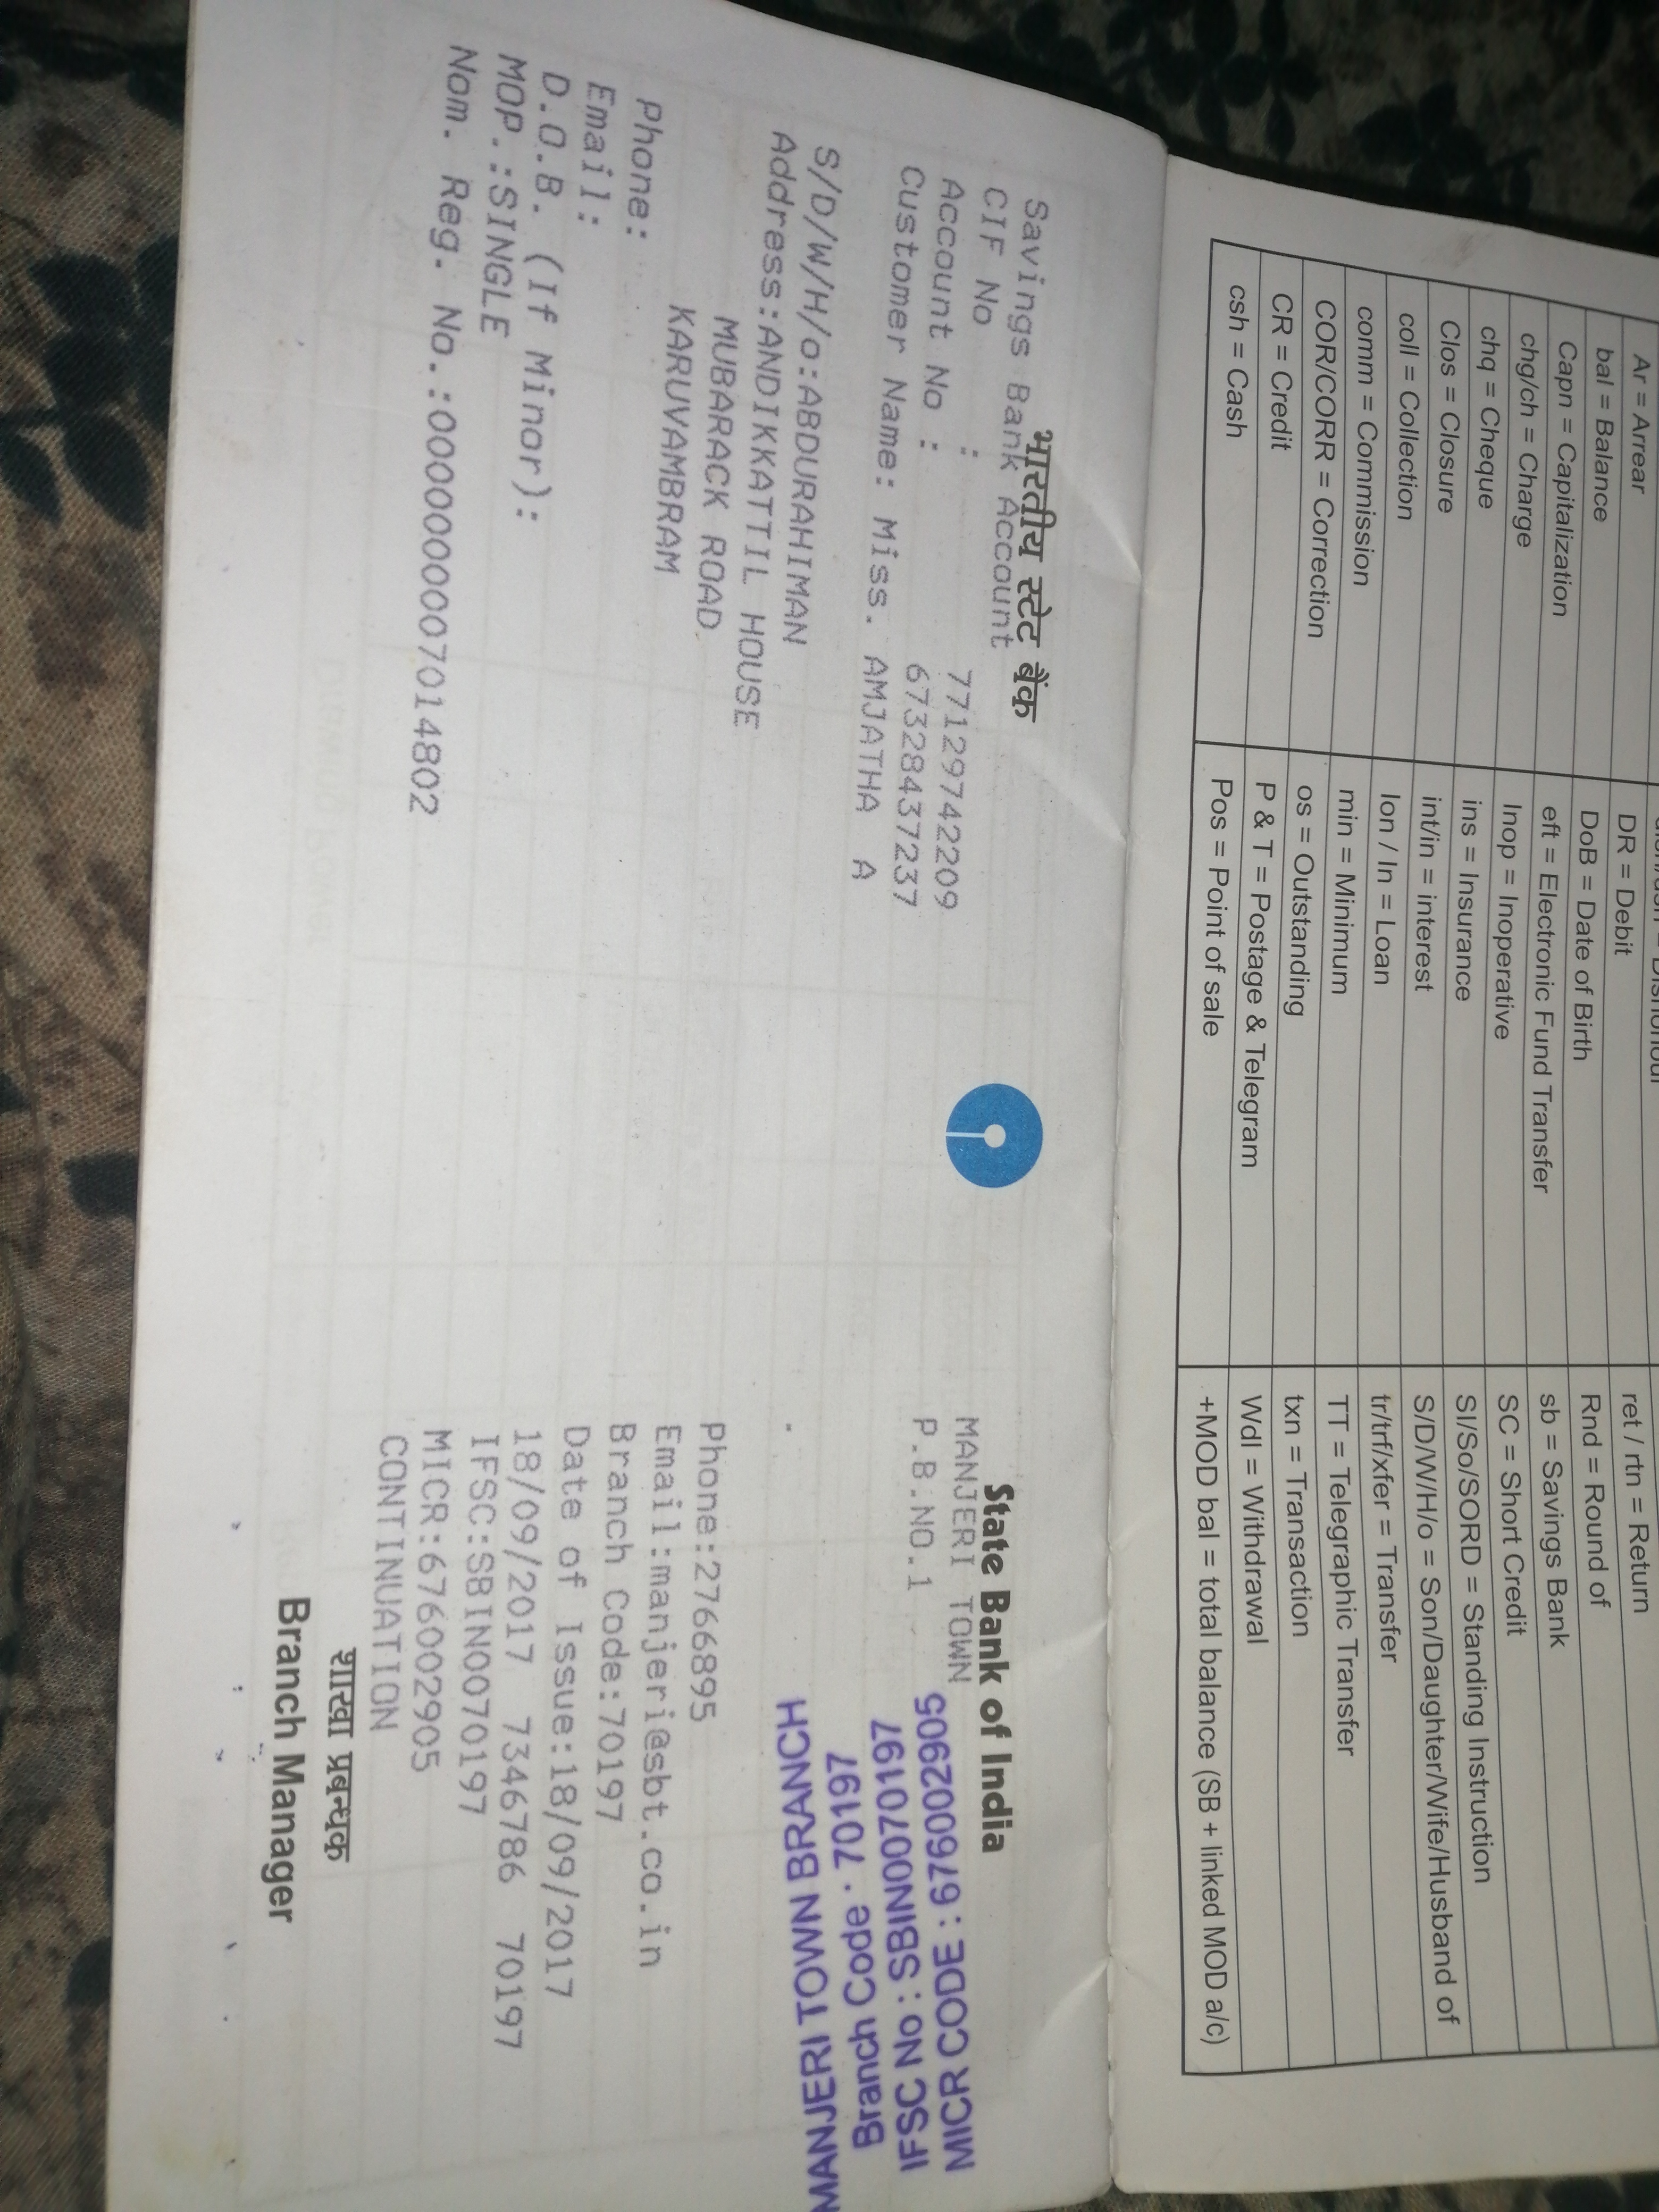 Ar = Arrear
bal = Balance
Capn = Capitalization
chg/ch = Charge
chq = Cheque
Clos = Closure
coll = Collection
comm = Commission
COR/CORR = Correction
CR = Credit
csh = Cash
DR = Debit
DoB = Date of Birth
eft = Electronic Fund Transfer
Inop = Inoperative
ins = Insurance
int/in = interest
lon / ln = Loan
min = Minimum
os = Outstanding
P & T = Postage & Telegram
Pos = Point of sale
ret / rtn = Return
Rnd = Round of
sb = Savings Bank
SC = Short Credit
SI/So/SORD = Standing Instruction
S/D/W/H/o = Son/Daughter/Wife/Husband of
tr/trf/xfer = Transfer
TT = Telegraphic Transfer
txn = Transaction
Wdl = Withdrawal
+MOD bal = total balance (SB + linked MOD a/c)
भारतीय स्टेट बैंक
Savings Bank Account
CIF No : 77129742209
Account No : 67328437237
Customer Name: Miss. AMJATHA A
S/D/W/H/o:ABDURAHIMAN
Address:ANDIKKATTIL HOUSE
MUBARACK ROAD
KARUVAMBRAM
Phone:
Email:
D.O.B. (If Minor):
MOP.:SINGLE
Nom. Reg. No.:00000000007014802
State Bank of India
MANJERI TOWN
P.B.NO.1
MICR CODE : 676002905
IFSC No : SBIN0070197
Branch Code . 70197
MANJERI TOWN BRANCH
Phone:2766895
Email:manjeri@sbt.co.in
Branch Code:70197
Date of Issue:18/09/2017
18/09/2017 7346786 70197
IFSC:SBIN0070197
MICR:676002905
CONTINUATION
शाखा प्रबन्धक
Branch Manager